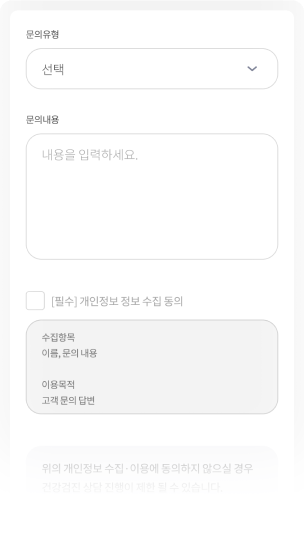 문의유형
선택
문의내용
내용을 입력하세요.
[필수] 개인정보 정보 수집 동의
수집항목
이름, 문의 내용
이용목적
고객 문의 답변
위의 개인정보 수집·이용에 동의하지 않으실 경우
건강검진 상담 진행이 제한 될 수 있습니다.